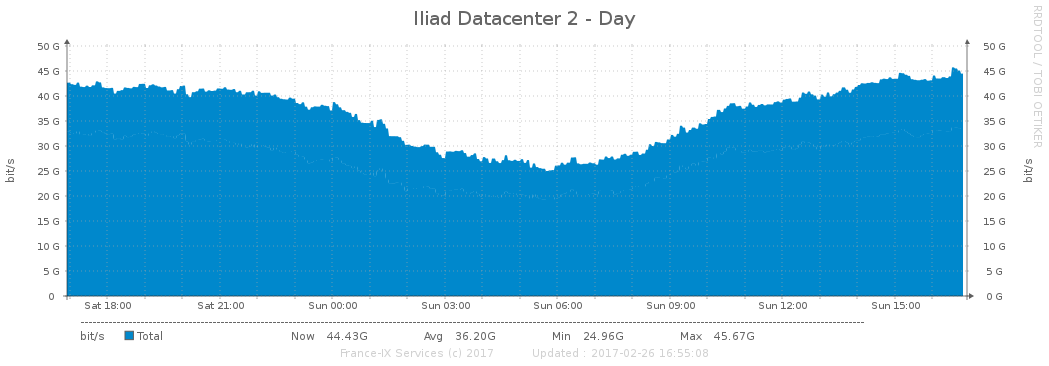 Iliad Datacenter 2 - Day
RRDTOOL / TOBI OETIKER
50 G 50 G
45 G 45 G
40 G 40 G
35 G 35 G
30 G 30 G
25 G 25 G
20 G 20 G
15 G 15 G
10 G 10 G
5 G 5 G
0 0 G
bit/s bit/s
Sat 18:00 Sat 21:00 Sun 00:00 Sun 03:00 Sun 06:00 Sun 09:00 Sun 12:00 Sun 15:00
bit/s Total Now 44.43G Avg 36.20G Min 24.96G Max 45.67G
France-IX Services (c) 2017 Updated : 2017-02-26 16:55:08